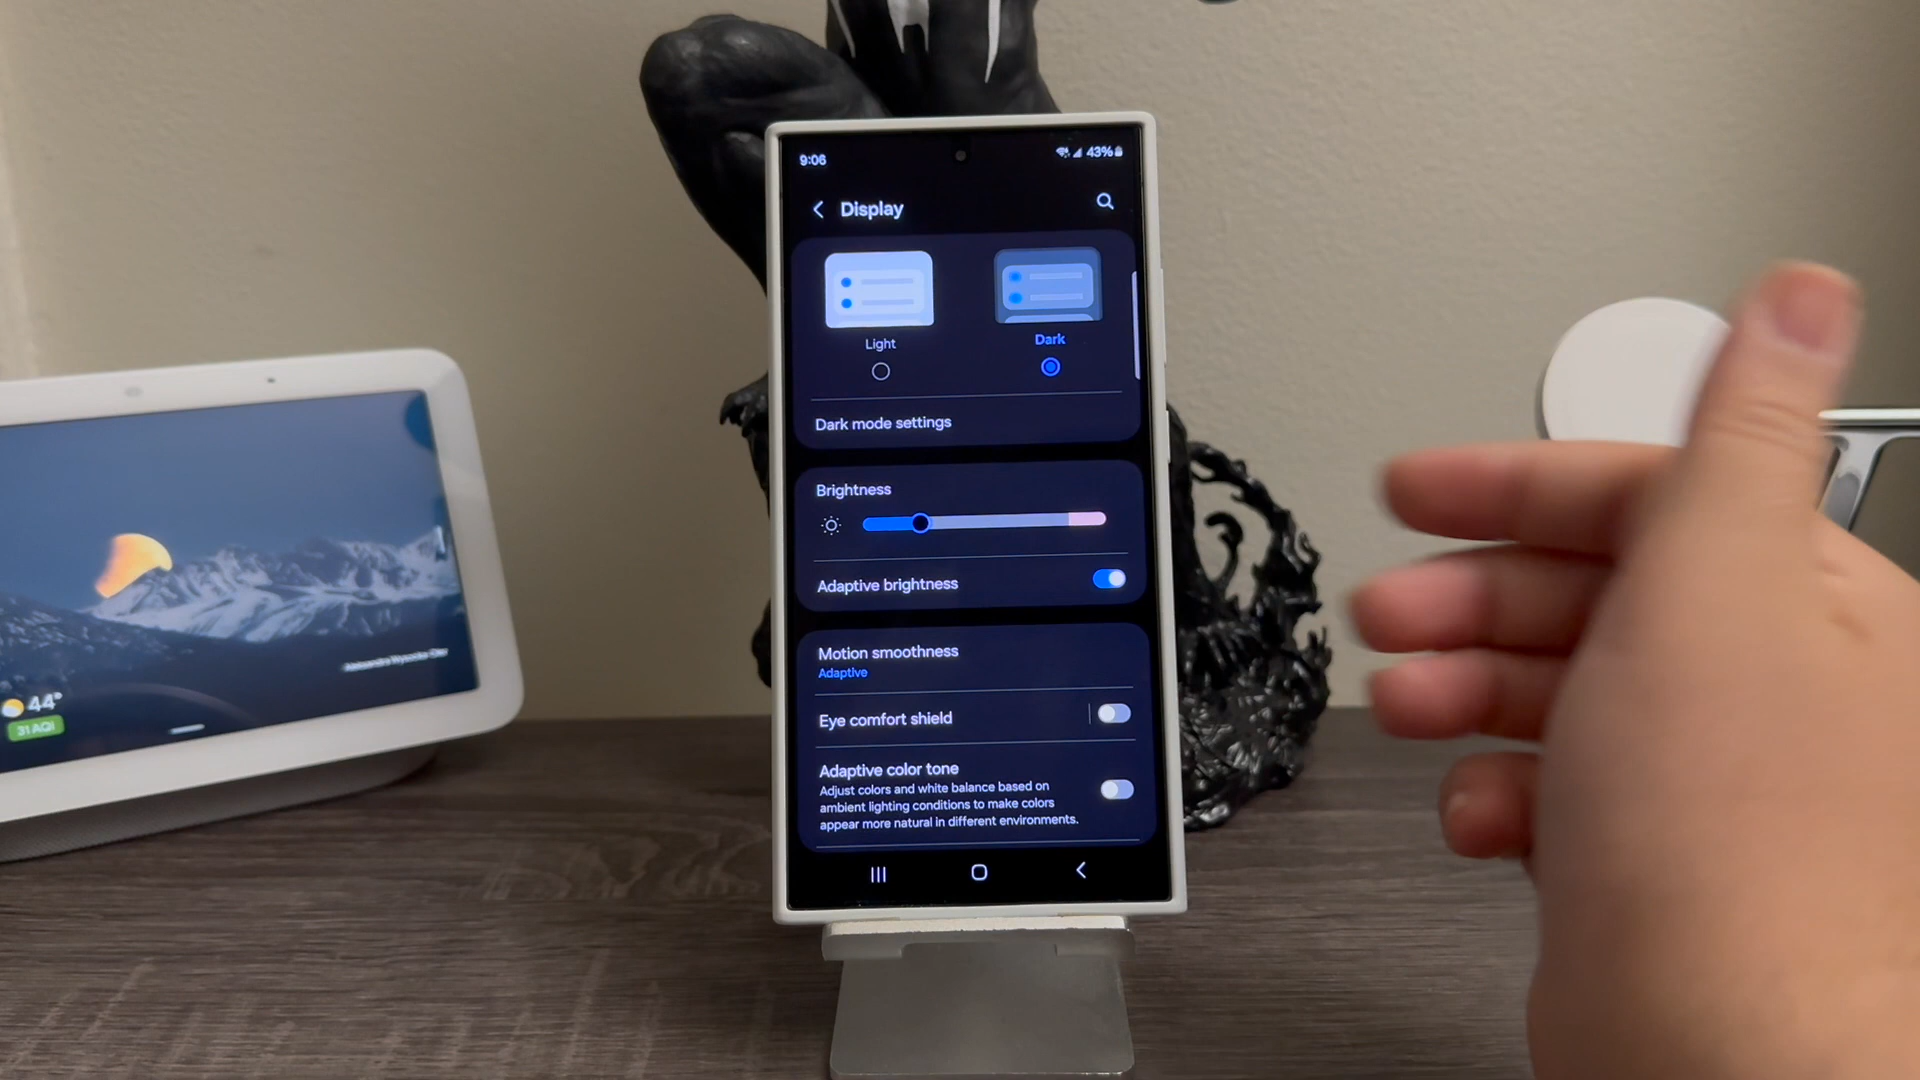 9:06
43%
Display
Light
Dark
Dark mode settings
Brightness
Adaptive brightness
Motion smoothness
Adaptive
Eye comfort shield
Adaptive color tone
Adjust colors and white balance based on
ambient lighting conditions to make colors
appear more natural in different environments.
44°
31 AQI